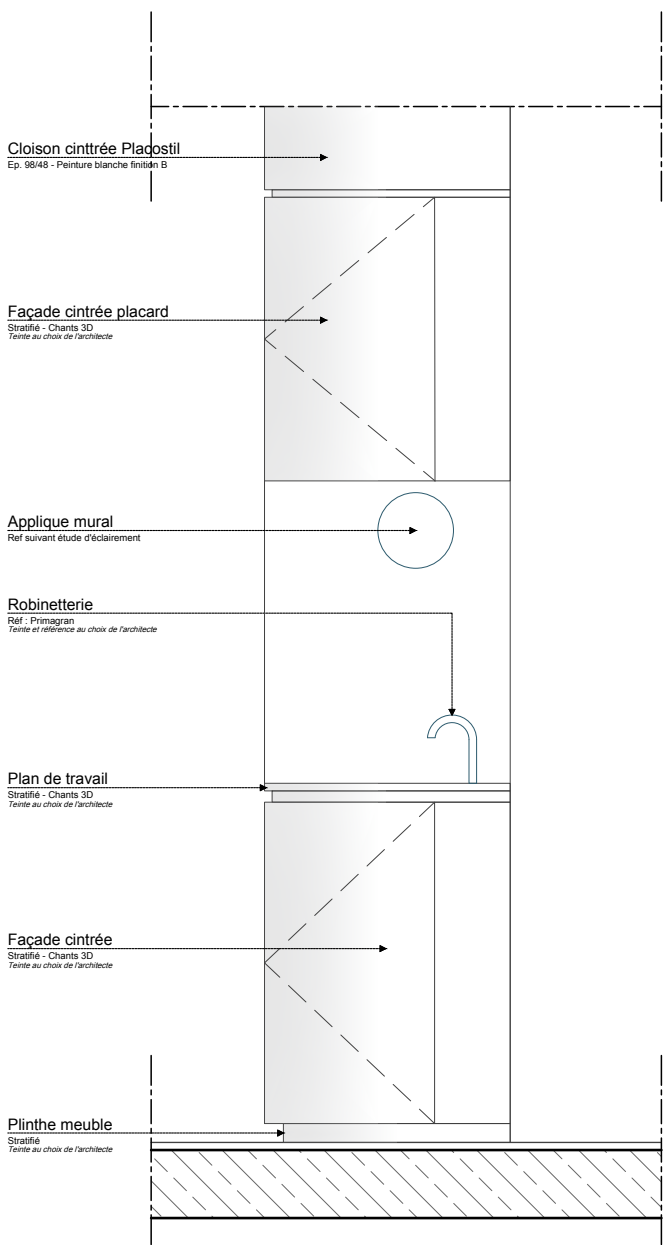 Cloison cinttrée Placostil
Ep. 98/48 - Peinture blanche finition B
Façade cintrée placard
Stratifié - Chants 3D
Teinte au choix de l'architecte
Applique mural
Ref suivant étude d'éclairement
Robinetterie
Réf : Primagran
Teinte et référence au choix de l'architecte
Plan de travail
Stratifié - Chants 3D
Teinte au choix de l'architecte
Façade cintrée
Stratifié - Chants 3D
Teinte au choix de l'architecte
Plinthe meuble
Stratifié
Teinte au choix de l'architecte